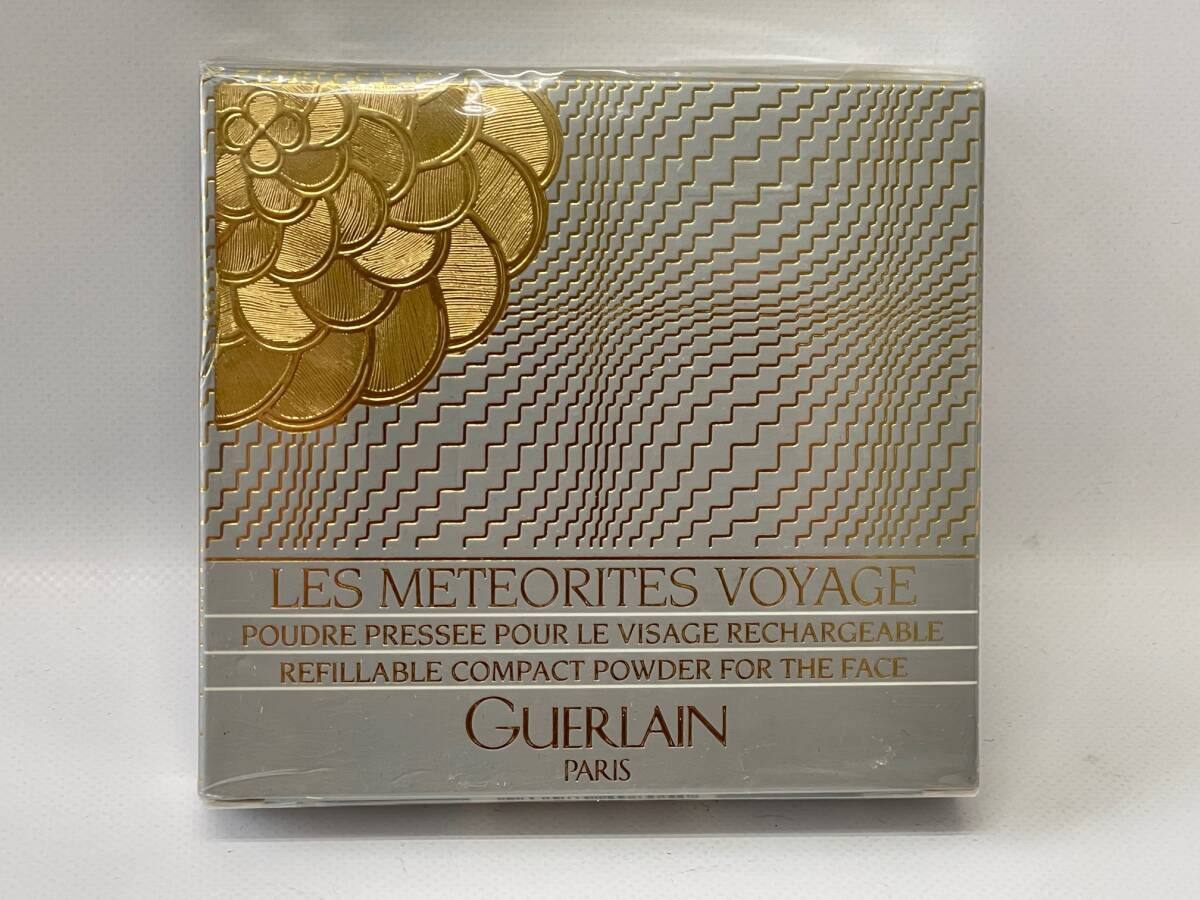 LES METEORITES VOYAGE
POUDRE PRESSEE POUR LE VISAGE RECHARGEABLE
REFILLABLE COMPACT POWDER FOR THE FACE
GUERLAIN
PARIS